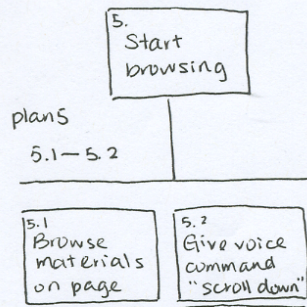 5.
Start
browsing
plan5
5.1—5.2
5.1
Browse
materials
on page
5.2
Give voice
command
"scroll down"